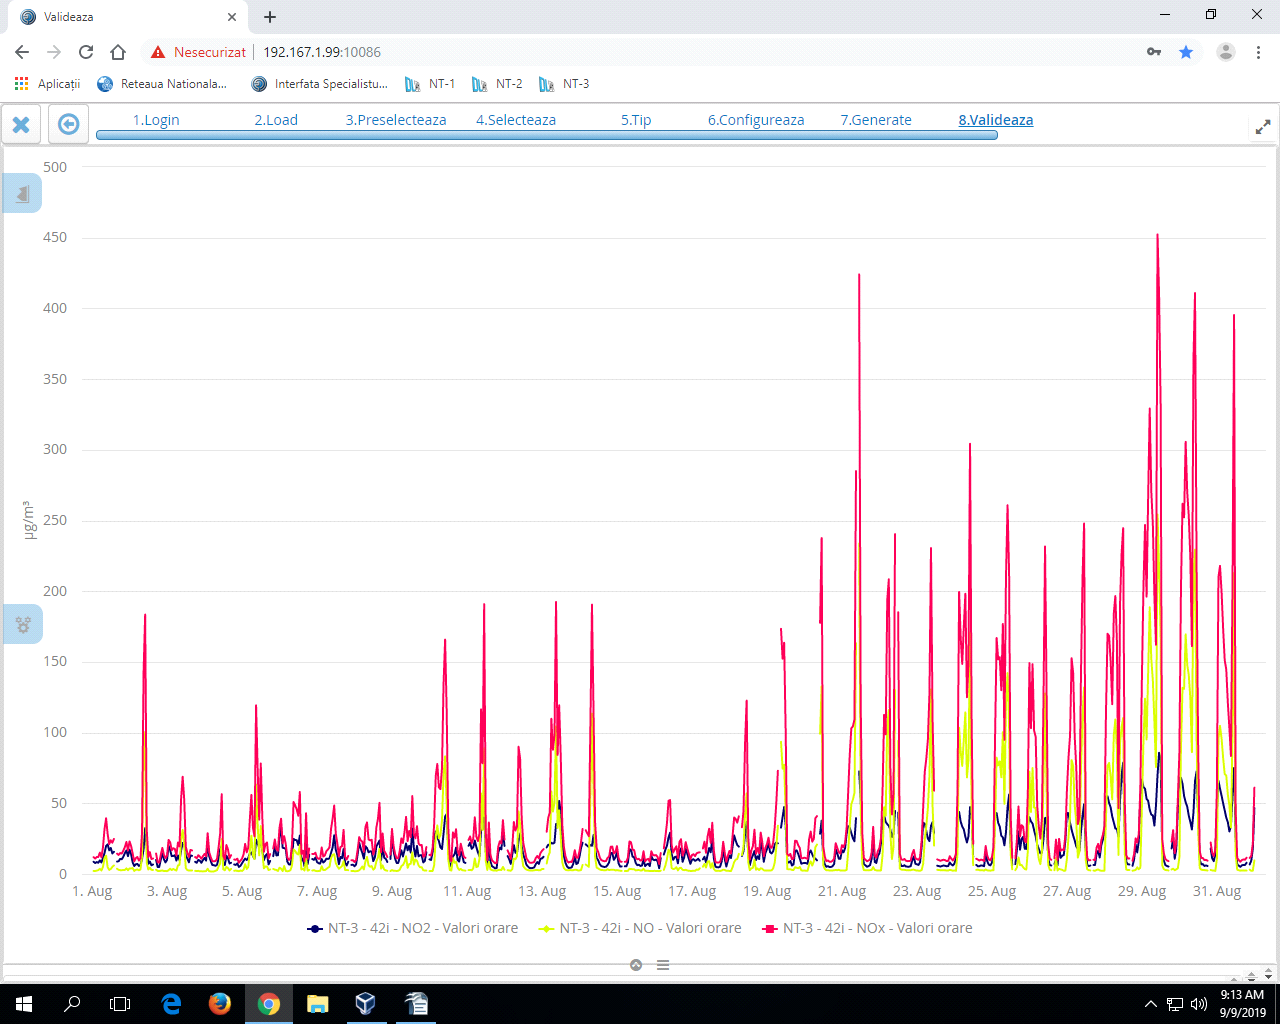 Valideaza
Nesecurizat 192.167.1.99:10086
Aplicații Reteaua Nationala... Interfata Specialistu... NT-1 NT-2 NT-3
1.Login 2.Load 3.Preselecteaza 4.Selecteaza 5.Tip 6.Configureaza 7.Generate 8.Valideaza
500
450
400
350
300
250
200
150
100
50
0
µg/m³
1. Aug 3. Aug 5. Aug 7. Aug 9. Aug 11. Aug 13. Aug 15. Aug 17. Aug 19. Aug 21. Aug 23. Aug 25. Aug 27. Aug 29. Aug 31. Aug
NT-3 - 42i - NO2 - Valori orare NT-3 - 42i - NO - Valori orare NT-3 - 42i - NOx - Valori orare
9:13 AM
9/9/2019